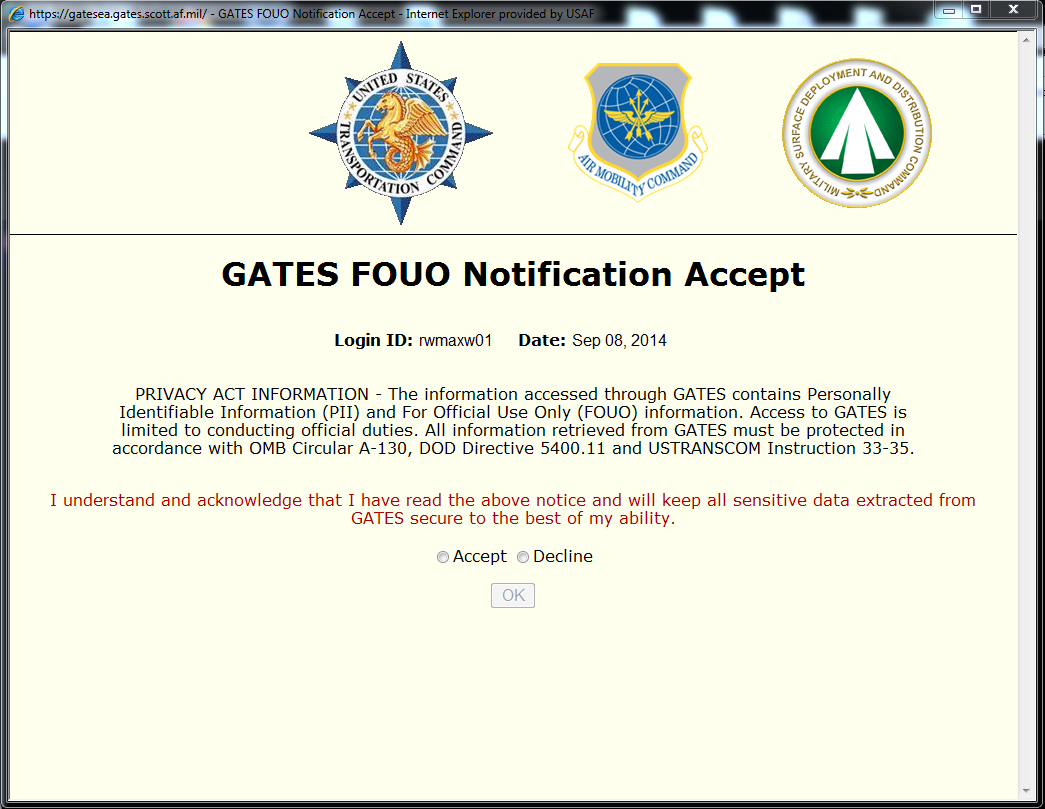 https://gatesea.gates.scott.af.mil/ - GATES FOUO Notification Accept - Internet Explorer provided by USAF
UNITED STATES
TRANSPORTATION COMMAND
AIR MOBILITY COMMAND
MILITARY SURFACE DEPLOYMENT AND DISTRIBUTION COMMAND
GATES FOUO Notification Accept
Login ID: rwmaxw01 Date: Sep 08, 2014
PRIVACY ACT INFORMATION - The information accessed through GATES contains Personally
Identifiable Information (PII) and For Official Use Only (FOUO) information. Access to GATES is
limited to conducting official duties. All information retrieved from GATES must be protected in
accordance with OMB Circular A-130, DOD Directive 5400.11 and USTRANSCOM Instruction 33-35.
I understand and acknowledge that I have read the above notice and will keep all sensitive data extracted from
GATES secure to the best of my ability.
Accept Decline
OK